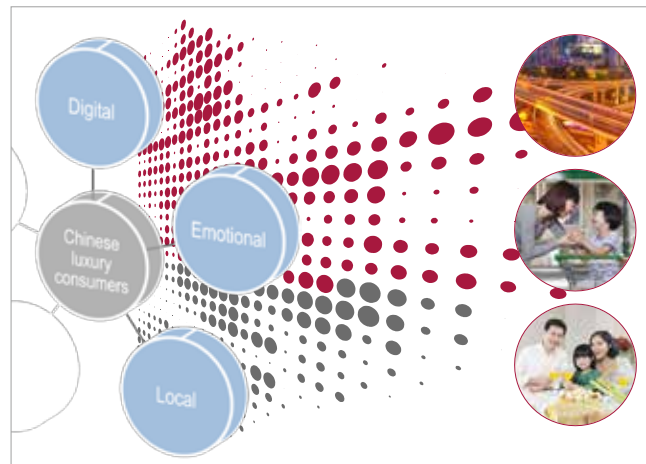 Digital
Chinese
luxury
consumers
Emotional
Local